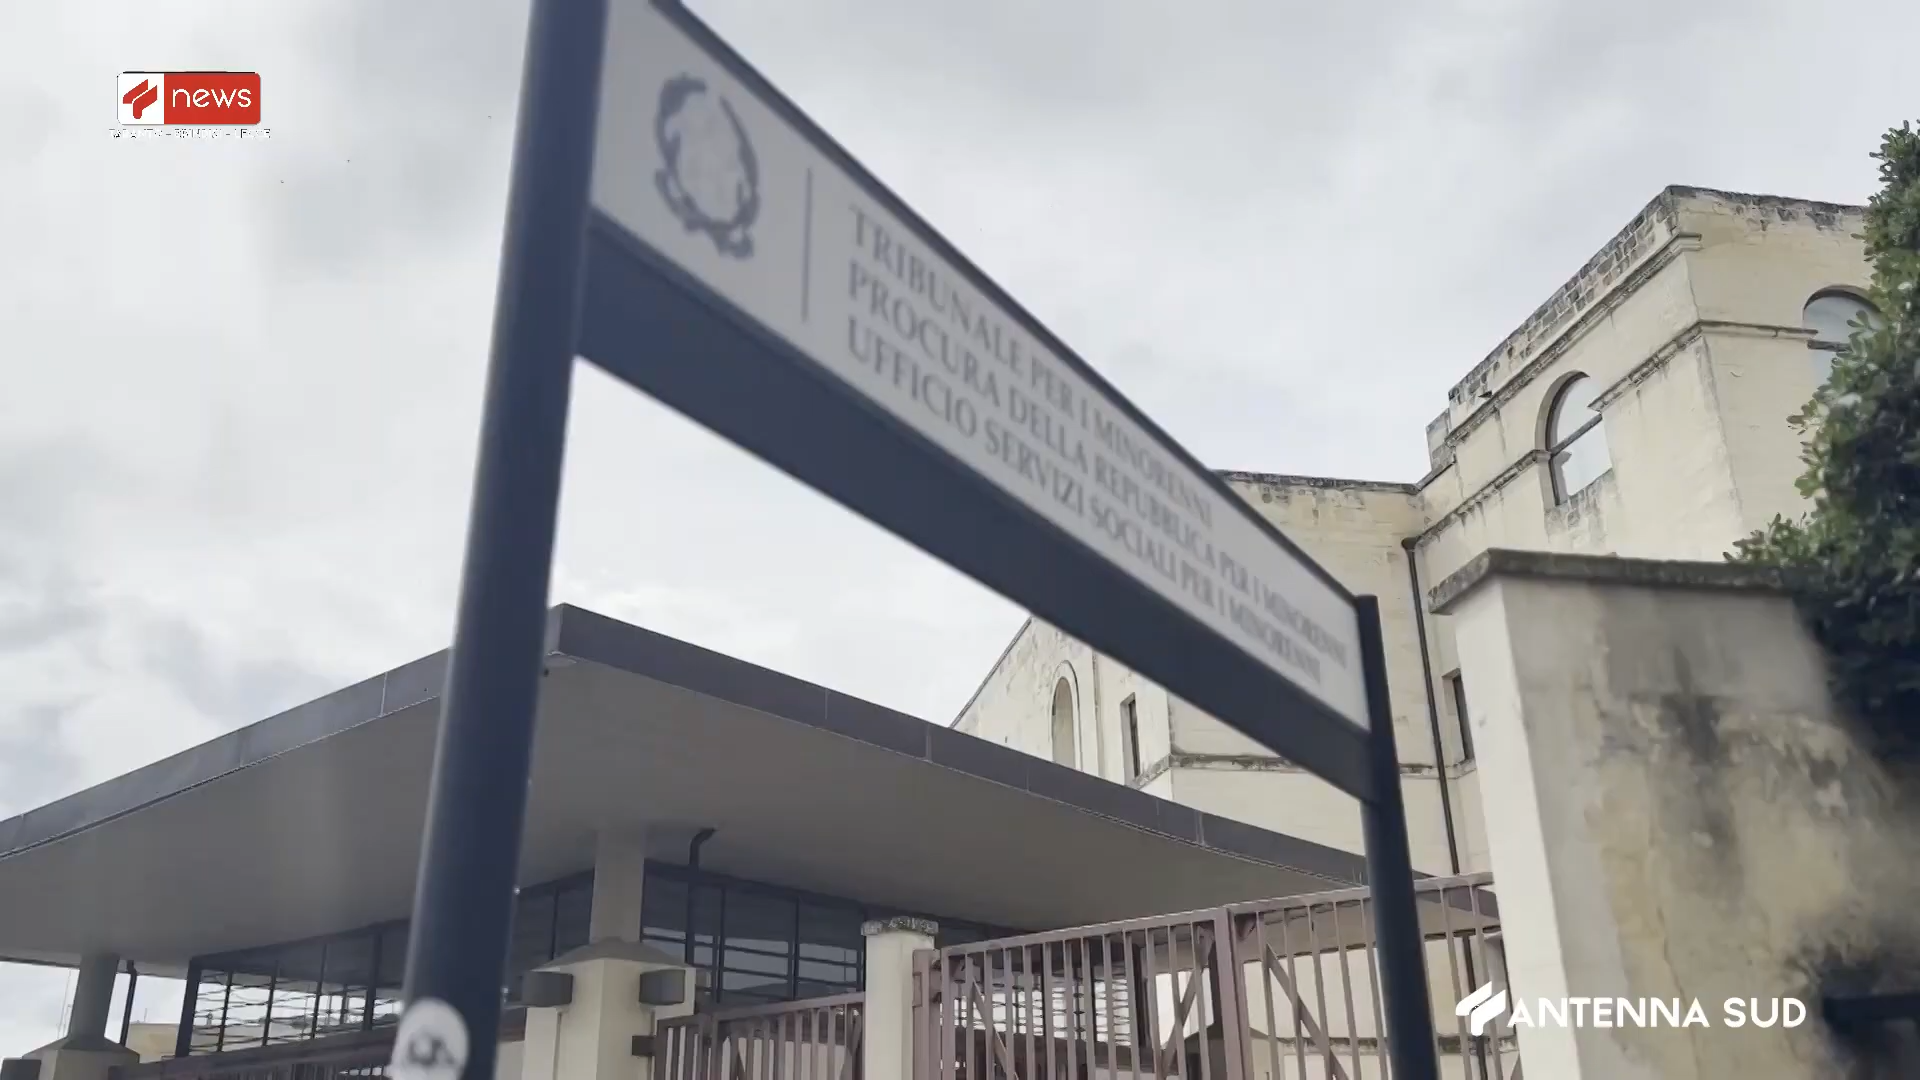 news
TRIBUNALE PER I MINORENNI
PROCURA DELLA REPUBBLICA PER I MINORENNI
UFFICIO SERVIZI SOCIALI PER I MINORENNI
ANTENNA SUD